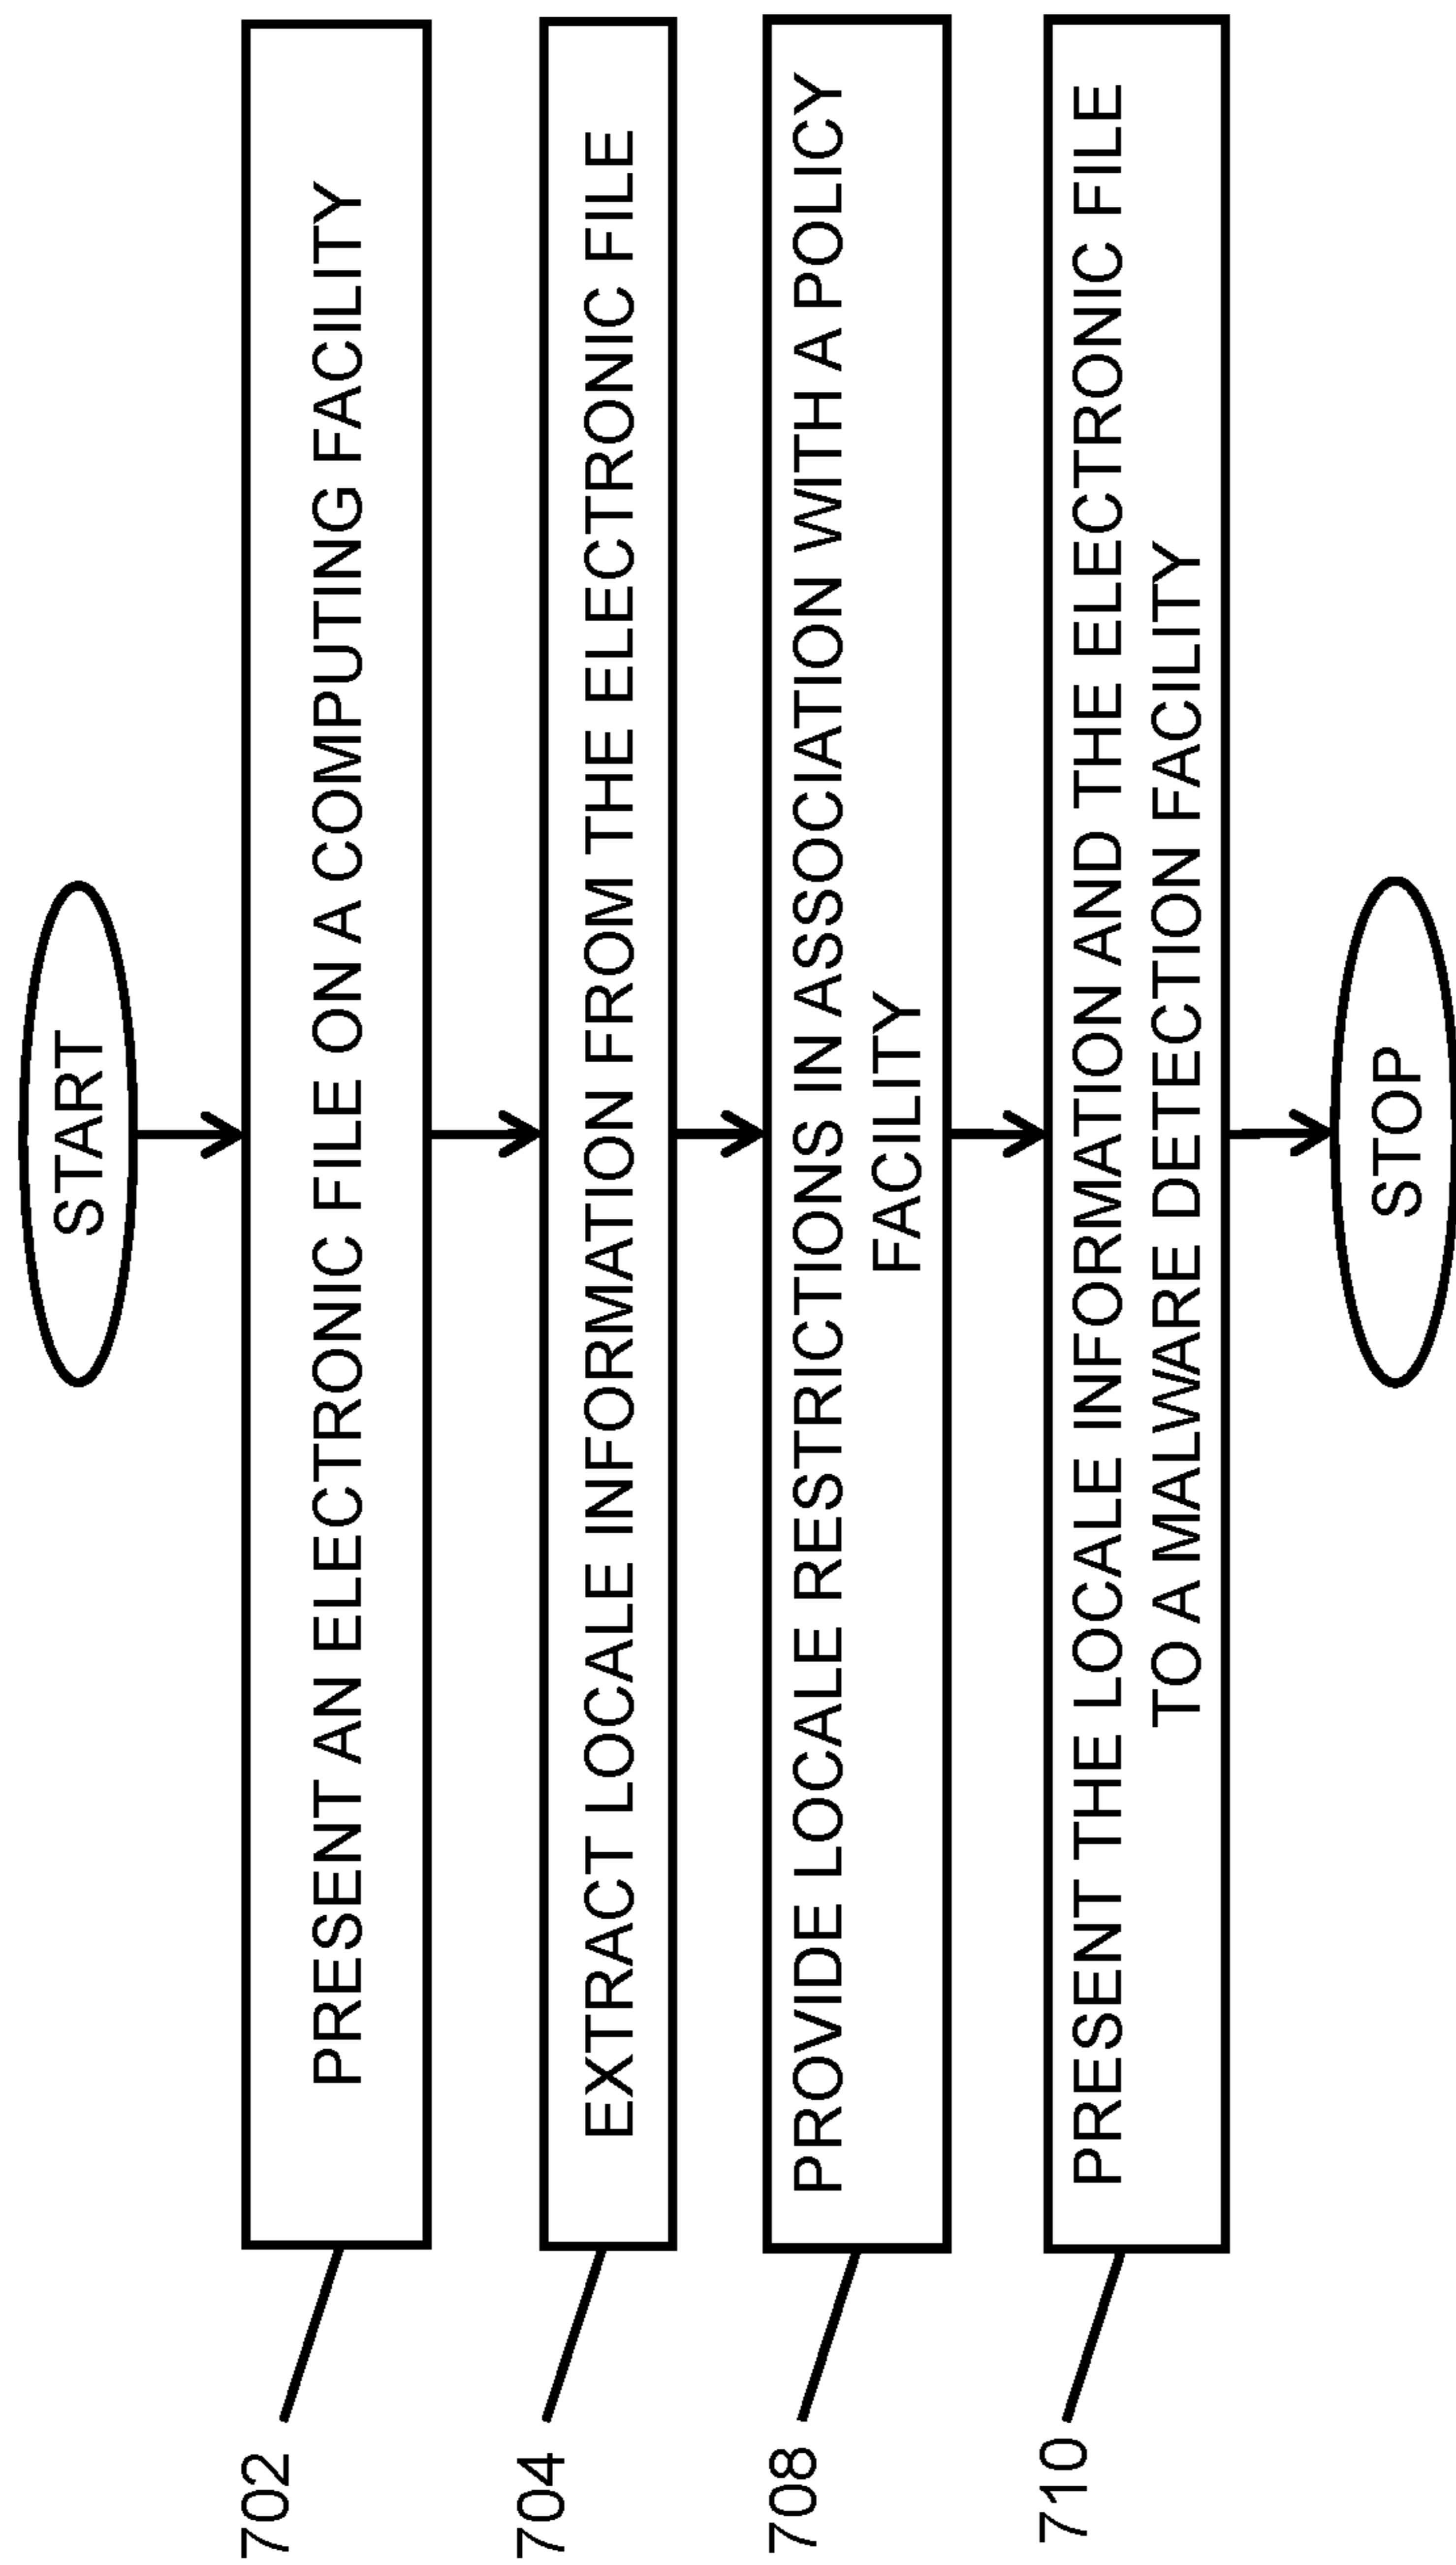 START
702
PRESENT AN ELECTRONIC FILE ON A COMPUTING FACILITY
704
EXTRACT LOCALE INFORMATION FROM THE ELECTRONIC FILE
708
PROVIDE LOCALE RESTRICTIONS IN ASSOCIATION WITH A POLICY
FACILITY
710
PRESENT THE LOCALE INFORMATION AND THE ELECTRONIC FILE
TO A MALWARE DETECTION FACILITY
STOP